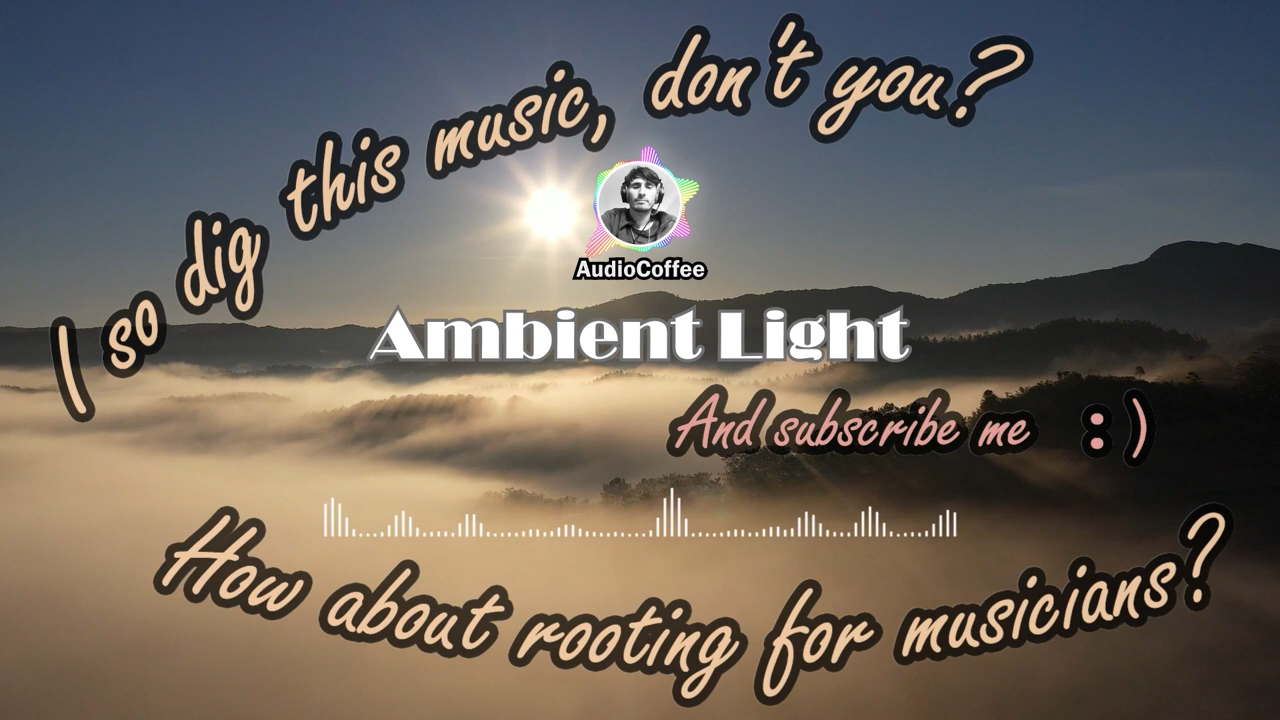 I so dig this music, don't you?
AudioCoffee
Ambient Light
And subscribe me :)
How about rooting for musicians?